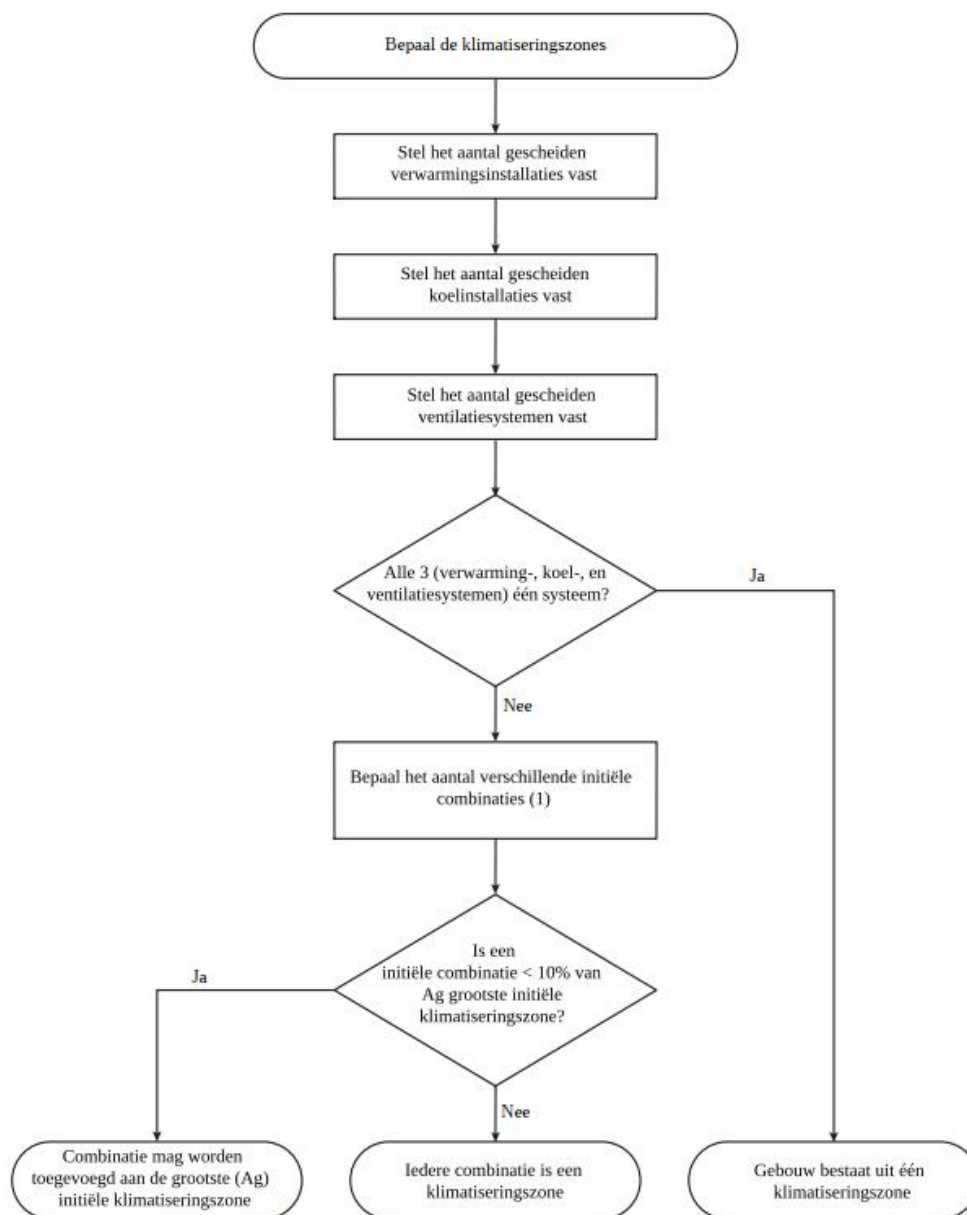 Bepaal de klimatiseringszones
Stel het aantal gescheiden
verwarmingsinstallaties vast
Stel het aantal gescheiden
koelinstallaties vast
Stel het aantal gescheiden
ventilatiesystemen vast
Alle 3 (verwarming-, koel-, en
ventilatiesystemen) één systeem?
Ja
Nee
Bepaal het aantal verschillende initiële
combinaties (1)
Is een
initiële combinatie < 10% van
Ag grootste initiële
klimatiseringszone?
Ja
Nee
Combinatie mag worden
toegevoegd aan de grootste (Ag)
initiële klimatiseringszone
Iedere combinatie is een
klimatiseringszone
Gebouw bestaat uit één
klimatiseringszone